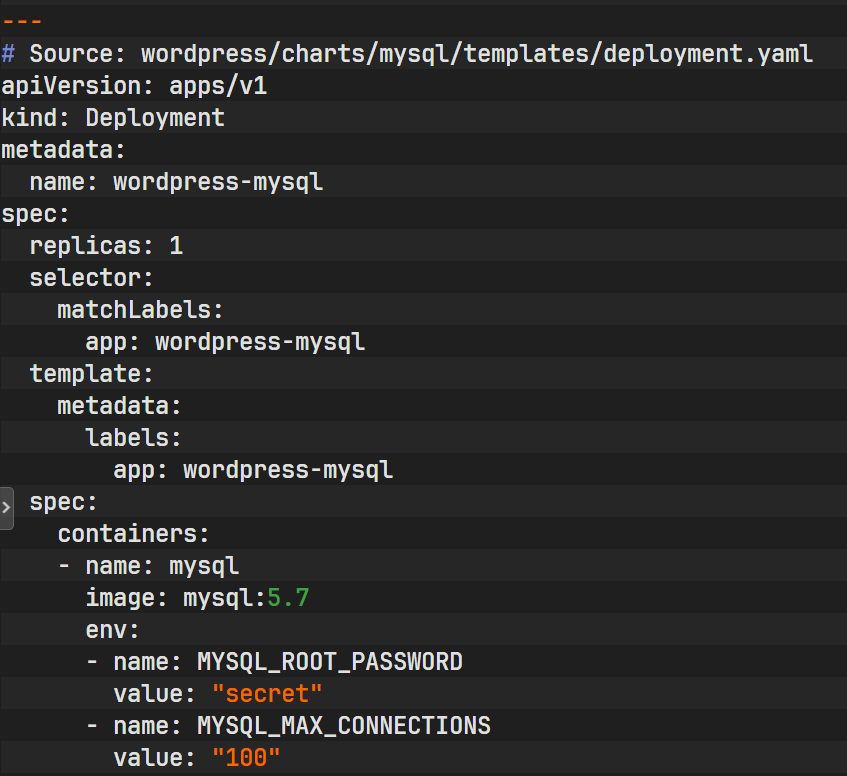 ---
# Source: wordpress/charts/mysql/templates/deployment.yaml
apiVersion: apps/v1
kind: Deployment
metadata:
  name: wordpress-mysql
spec:
  replicas: 1
  selector:
    matchLabels:
      app: wordpress-mysql
  template:
    metadata:
      labels:
        app: wordpress-mysql
  spec:
    containers:
    - name: mysql
      image: mysql:5.7
      env:
      - name: MYSQL_ROOT_PASSWORD
        value: "secret"
      - name: MYSQL_MAX_CONNECTIONS
        value: "100"